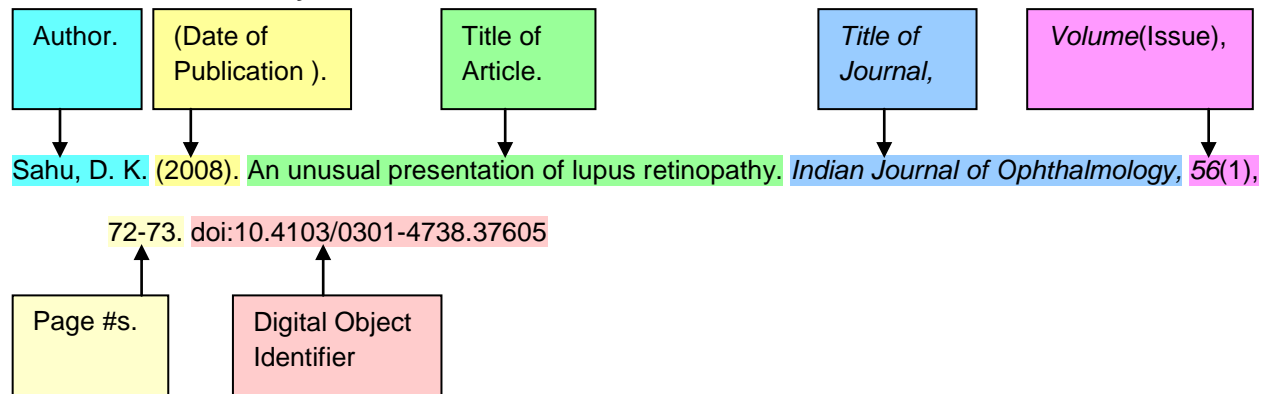 Author.
(Date of
Publication ).
Title of
Article.
Title of
Journal,
Volume(Issue),
Sahu, D. K. (2008). An unusual presentation of lupus retinopathy. Indian Journal of Ophthalmology, 56(1),
72-73. doi:10.4103/0301-4738.37605
Page #s.
Digital Object
Identifier